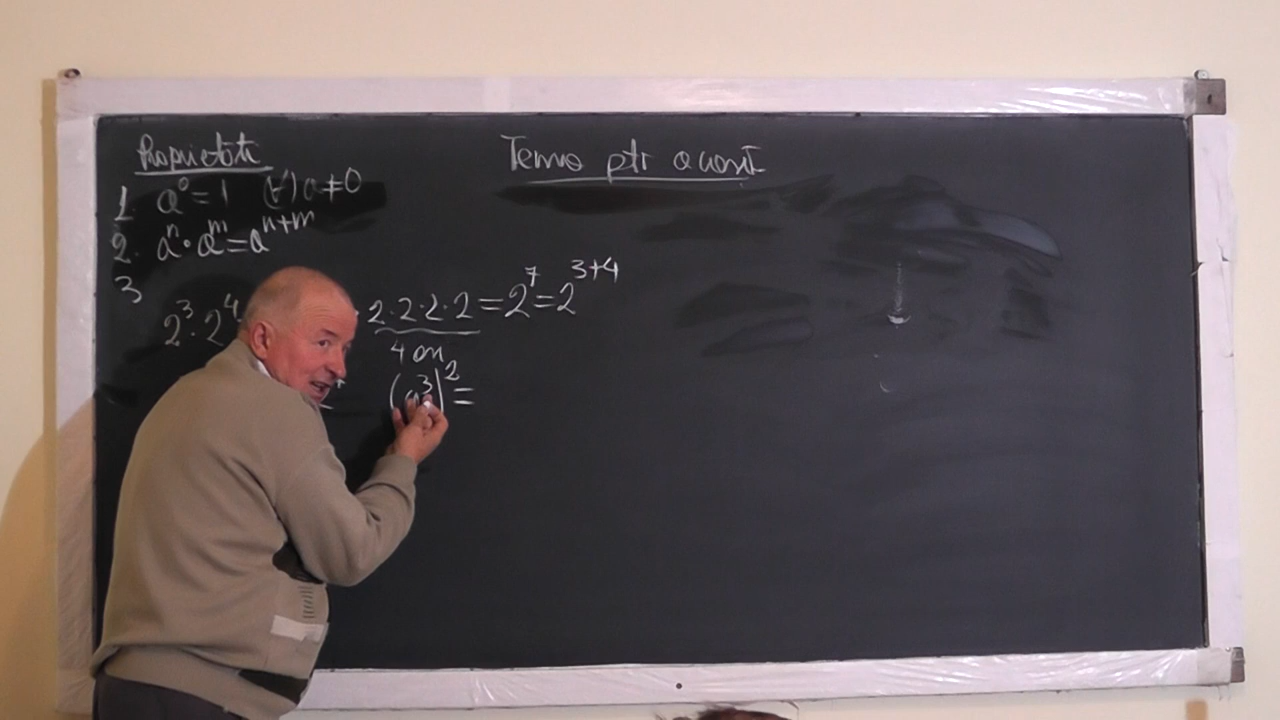 Proprietăți
Temo ptr acasă
1. a⁰ = 1 (∀) a ≠ 0
2. aⁿ · aᵐ = aⁿ⁺ᵐ
3
2³ · 2⁴ 2·2·2·2 = 2⁷ = 2³⁺⁴
4 ori
(a³)² =